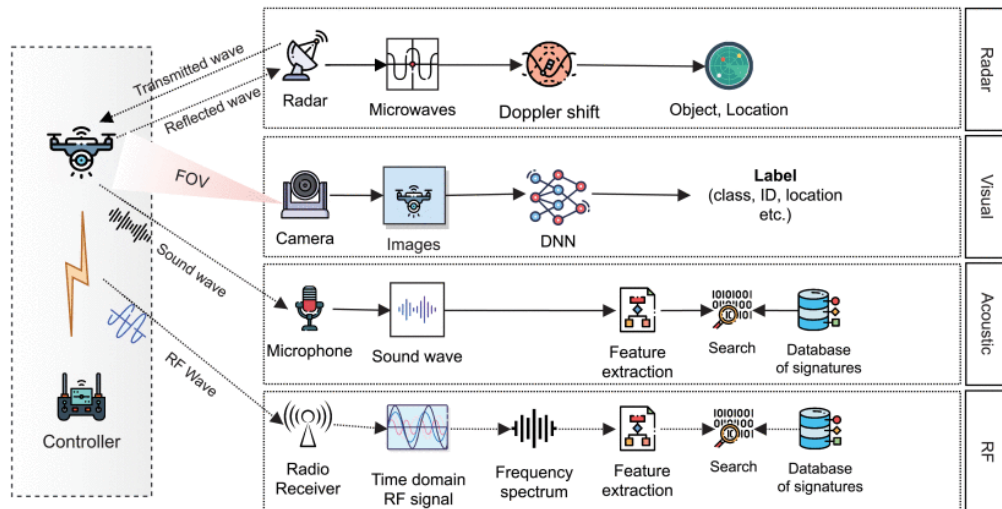 Transmitted wave
Reflected wave
Radar
Microwaves
Doppler shift
Object, Location
Radar
FOV
Camera
Images
DNN
Label
(class, ID, location
etc.)
Visual
Sound wave
Microphone
Sound wave
Feature
extraction
10101001
Search
Database
of signatures
Acoustic
RF Wave
Controller
Radio
Receiver
Time domain
RF signal
Frequency
spectrum
Feature
extraction
10101001
Search
Database
of signatures
RF